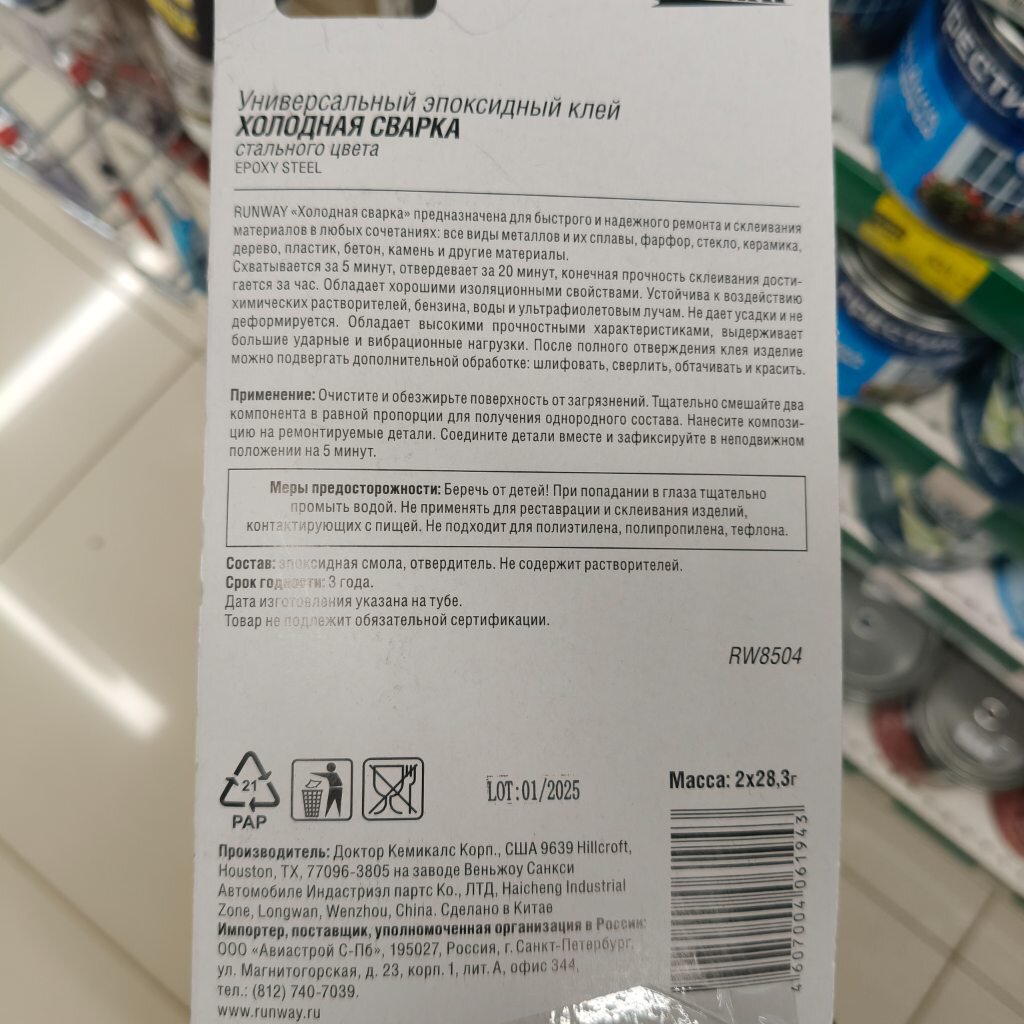 Универсальный эпоксидный клей
ХОЛОДНАЯ СВАРКА
стального цвета
EPOXY STEEL
RUNWAY «Холодная сварка» предназначена для быстрого и надежного ремонта и склеивания
материалов в любых сочетаниях: все виды металлов и их сплавы, фарфор, стекло, керамика,
дерево, пластик, бетон, камень и другие материалы.
Схватывается за 5 минут, отвердевает за 20 минут, конечная прочность склеивания дости-
гается за час. Обладает хорошими изоляционными свойствами. Устойчива к воздействию
химических растворителей, бензина, воды и ультрафиолетовым лучам. Не дает усадки и не
деформируется. Обладает высокими прочностными характеристиками, выдерживает
большие ударные и вибрационные нагрузки. После полного отверждения клея изделие
можно подвергать дополнительной обработке: шлифовать, сверлить, обтачивать и красить.
Применение: Очистите и обезжирьте поверхность от загрязнений. Тщательно смешайте два
компонента в равной пропорции для получения однородного состава. Нанесите компози-
цию на ремонтируемые детали. Соедините детали вместе и зафиксируйте в неподвижном
положении на 5 минут.
Меры предосторожности: Беречь от детей! При попадании в глаза тщательно
промыть водой. Не применять для реставрации и склеивания изделий,
контактирующих с пищей. Не подходит для полиэтилена, полипропилена, тефлона.
Состав: эпоксидная смола, отвердитель. Не содержит растворителей.
Срок годности: 3 года.
Дата изготовления указана на тубе.
Товар не подлежит обязательной сертификации.
RW8504
21
PAP
LOT:01/2025
Масса: 2х28,3г
4607004061943
Производитель: Доктор Кемикалс Корп., США 9639 Hillcroft,
Houston, TX, 77096-3805 на заводе Веньжоу Санкси
Автомобиле Индастриэл партс Ко., ЛТД, Haicheng Industrial
Zone, Longwan, Wenzhou, China. Сделано в Китае
Импортер, поставщик, уполномоченная организация в России:
ООО «Авиастрой С-Пб», 195027, Россия, г. Санкт-Петербург,
ул. Магнитогорская, д. 23, корп. 1, лит. А, офис 344,
тел.: (812) 740-7039.
www.runway.ru